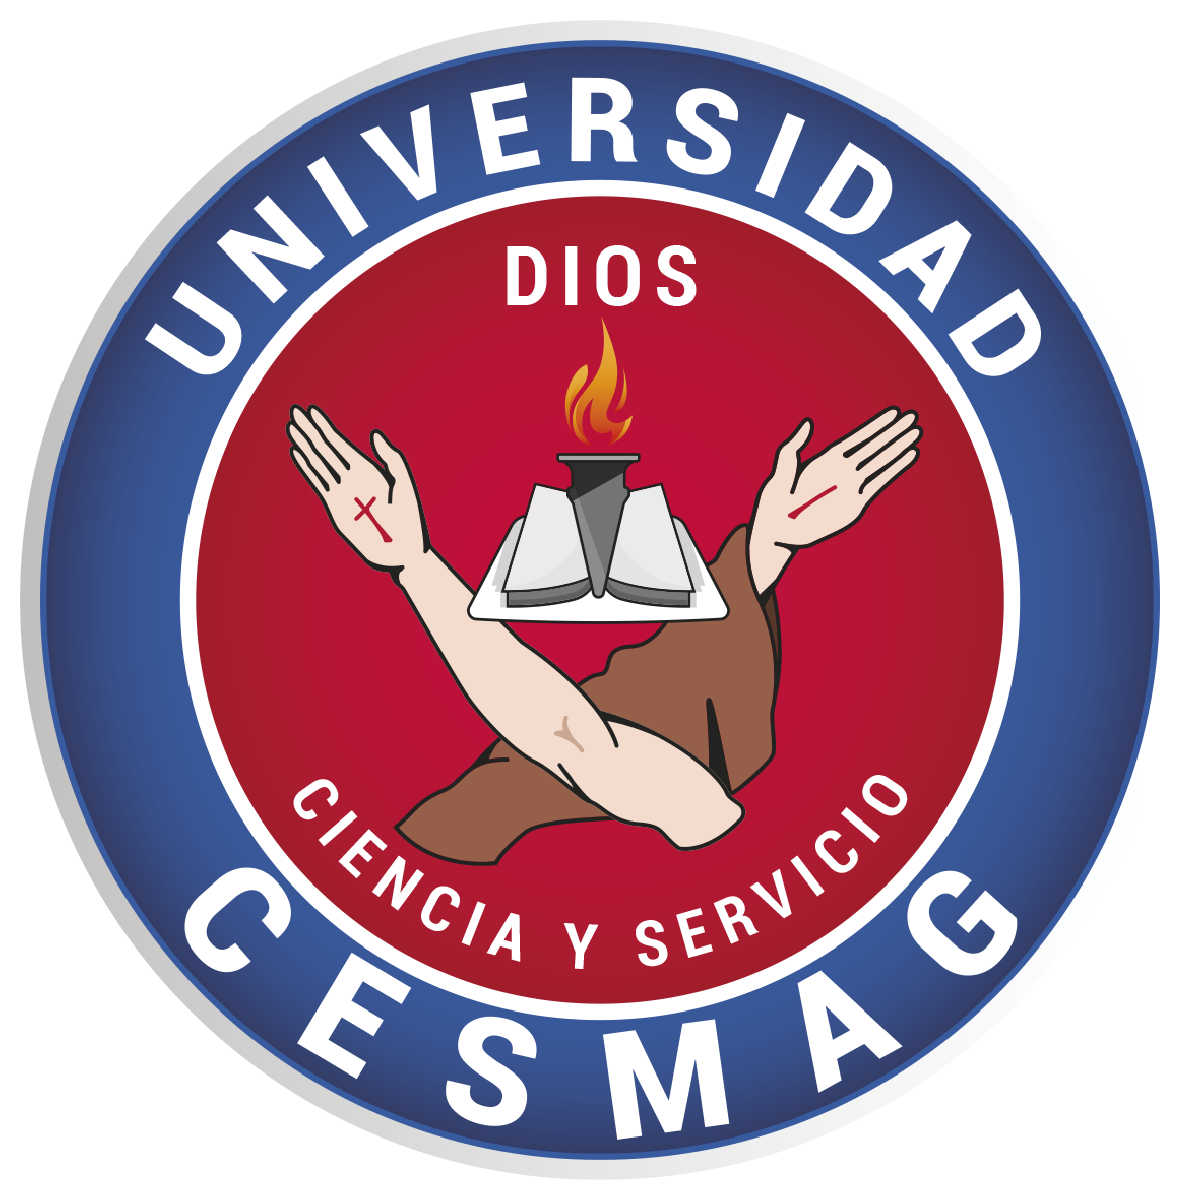 UNIVERSIDAD
DIOS
CIENCIA Y SERVICIO
CESMAG